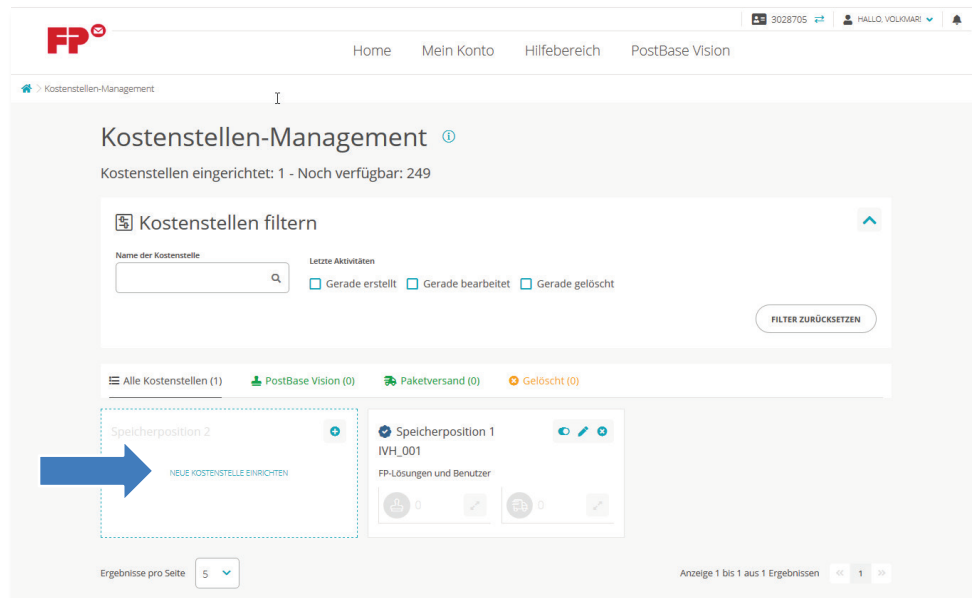 3028705
HALLO, VOLKMAR!
FP
Home Mein Konto Hilfebereich PostBase Vision
> Kostenstellen-Management
Kostenstellen-Management
Kostenstellen eingerichtet: 1 - Noch verfügbar: 249
Kostenstellen filtern
Name der Kostenstelle
Letzte Aktivitäten
Gerade erstellt Gerade bearbeitet Gerade gelöscht
FILTER ZURÜCKSETZEN
Alle Kostenstellen (1) PostBase Vision (0) Paketversand (0) Gelöscht (0)
Speicherposition 2
NEUE KOSTENSTELLE EINRICHTEN
Speicherposition 1
IVH_001
FP-Lösungen und Benutzer
0 0
Ergebnisse pro Seite 5
Anzeige 1 bis 1 aus 1 Ergebnissen « 1 »